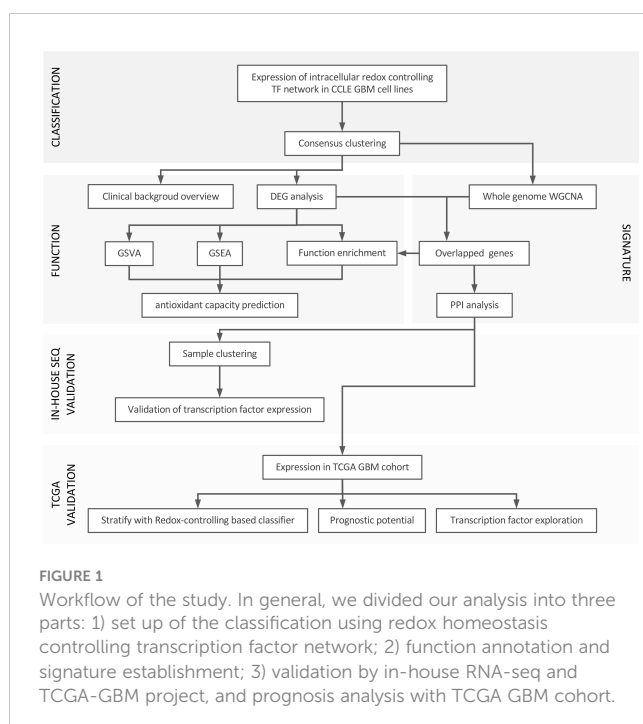 CLASSIFICATION
Expression of intracellular redox controlling
TF network in CCLE GBM cell lines
Consensus clustering
FUNCTION
Clinical backgroud overview
DEG analysis
Whole genome WGCNA
GSVA
GSEA
Function enrichment
Overlapped genes
antioxidant capacity prediction
PPI analysis
SIGNATURE
IN-HOUSE SEQ
VALIDATION
Sample clustering
Validation of transcription factor expression
TCGA
VALIDATION
Expression in TCGA GBM cohort
Stratify with Redox-controlling based classifier
Prognostic potential
Transcription factor exploration
FIGURE 1
Workflow of the study. In general, we divided our analysis into three
parts: 1) set up of the classification using redox homeostasis
controlling transcription factor network; 2) function annotation and
signature establishment; 3) validation by in-house RNA-seq and
TCGA-GBM project, and prognosis analysis with TCGA GBM cohort.